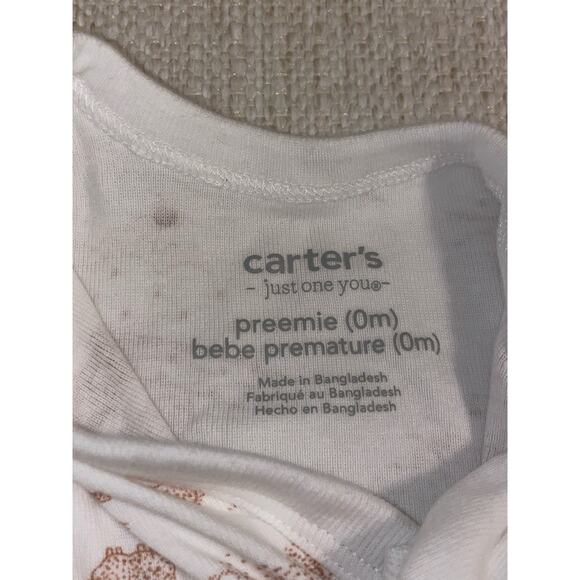 carter's
- just one you®-
preemie (0m)
bebe premature (0m)
Made in Bangladesh
Fabriqué au Bangladesh
Hecho en Bangladesh